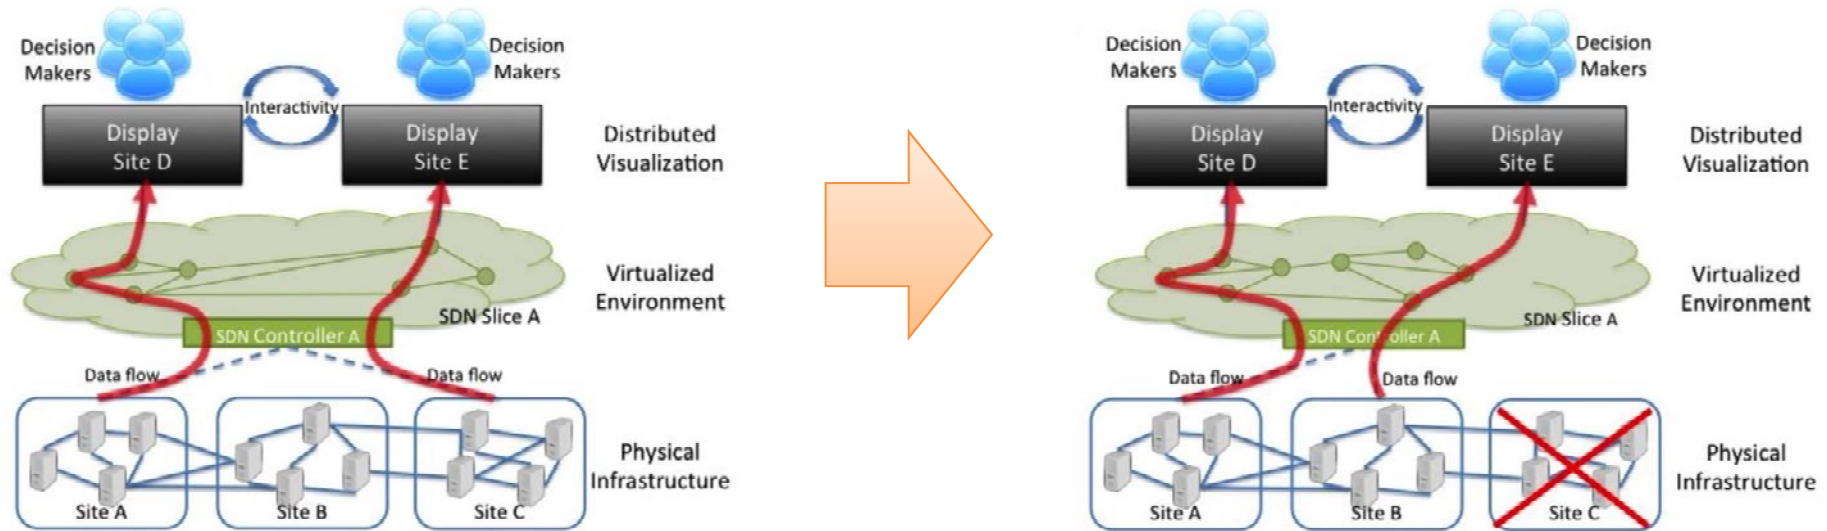 Decision
Makers
Decision
Makers
Interactivity
Display
Site D
Display
Site E
Distributed
Visualization
Virtualized
Environment
SDN Slice A
SDN Controller A
Data flow
Data flow
Physical
Infrastructure
Site A
Site B
Site C
Decision
Makers
Decision
Makers
Interactivity
Display
Site D
Display
Site E
Distributed
Visualization
Virtualized
Environment
SDN Slice A
SDN Controller A
Data flow
Data flow
Physical
Infrastructure
Site A
Site B
Site C